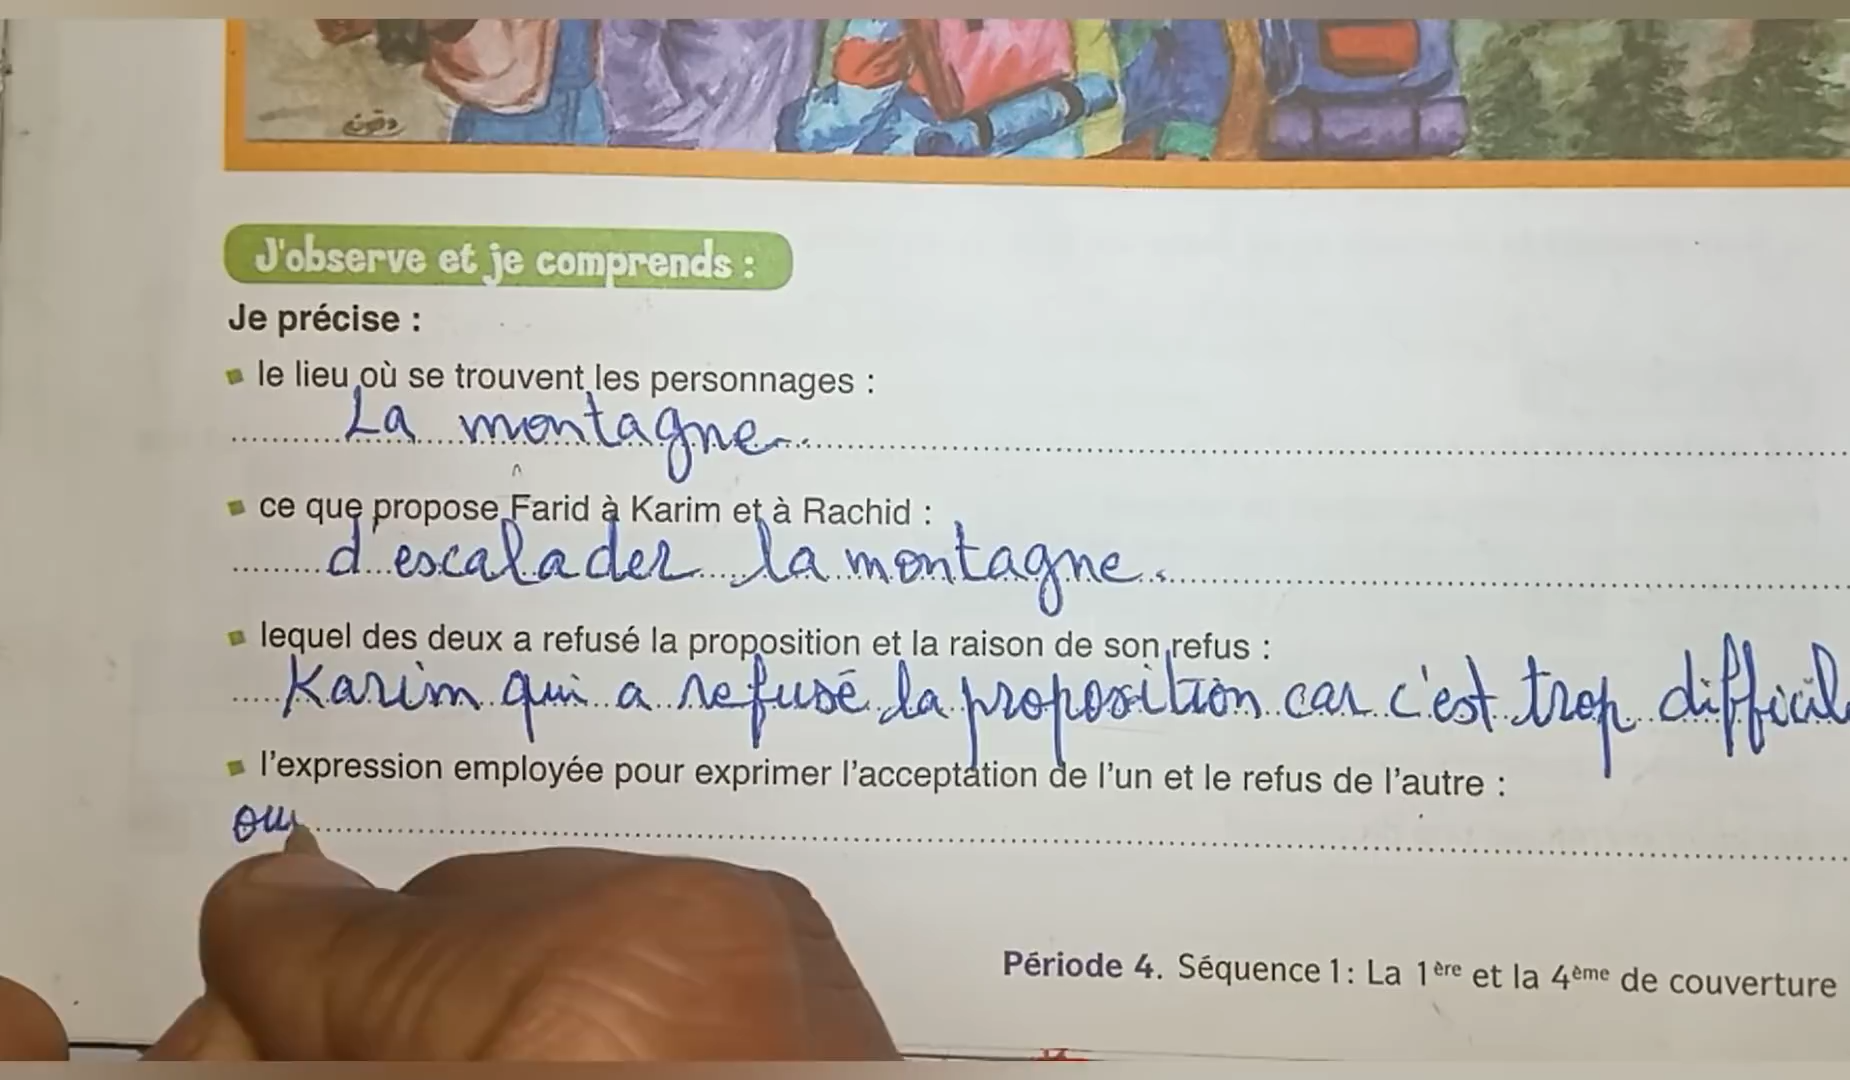 J'observe et je comprends :
Je précise :
le lieu où se trouvent les personnages :
La montagne
ce que propose Farid à Karim et à Rachid :
d'escalader la montagne.
lequel des deux a refusé la proposition et la raison de son refus :
Karim qui a refusé la proposition car c'est trop difficil
l'expression employée pour exprimer l'acceptation de l'un et le refus de l'autre :
oui
Période 4. Séquence 1 : La 1ère et la 4ème de couverture